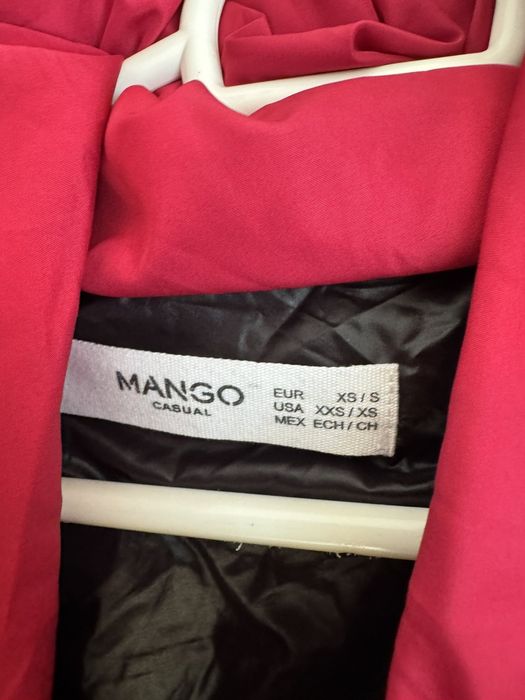 MANGO
CASUAL
EUR XS / S
USA XXS / XS
MEX ECH / CH